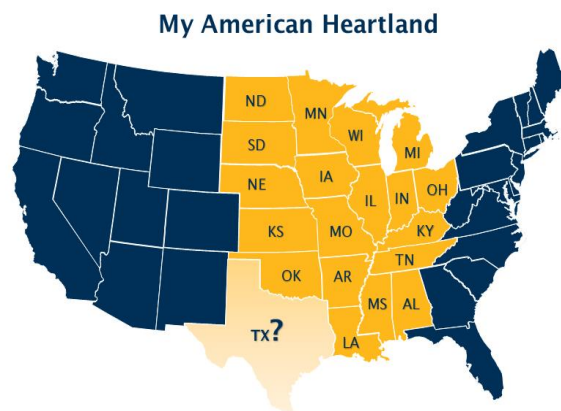 My American Heartland
ND
MN
WI
SD
MI
NE
IA
IL
IN
OH
KS
MO
KY
TN
OK
AR
MS
AL
TX?
LA